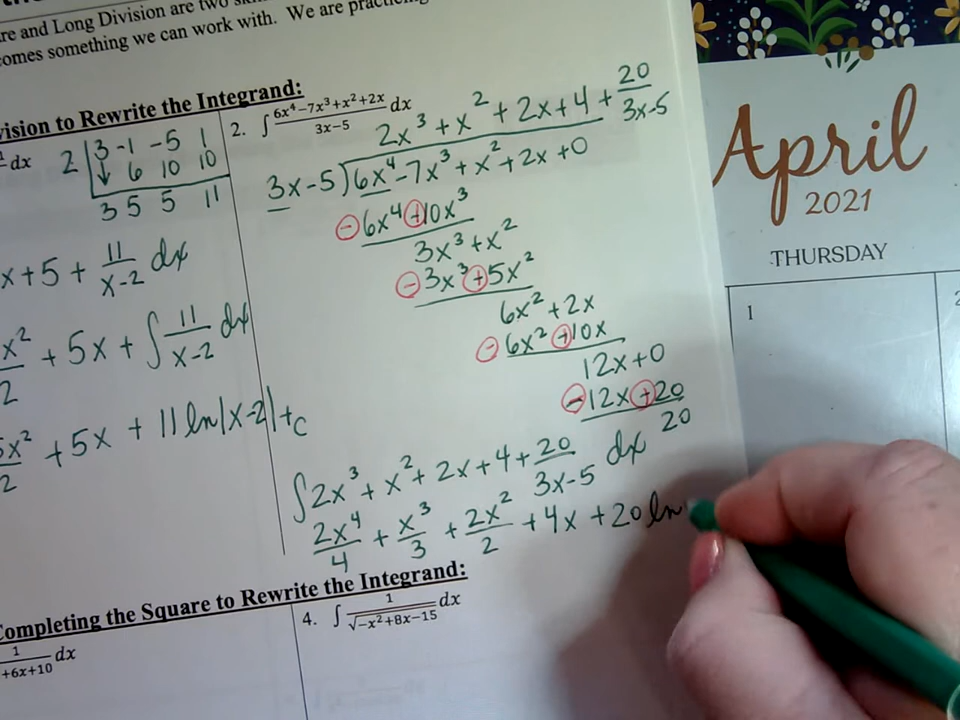 are and Long Division are two
comes something we can work with. We are practicing
vision to Rewrite the Integrand:
dx
2 3 -1 -5 1
6 10 10
3 5 5 11
x+5 + 11/(x-2) dx
x²/2 + 5x + ∫ 11/(x-2) dx
5x²/2 + 5x + 11 ln|x-2| + c
2. ∫ (6x⁴−7x³+x²+2x)/(3x−5) dx
2x³ + x² + 2x + 4 + 20/(3x-5)
3x-5)6x⁴-7x³+x²+2x+0
-6x⁴+10x³
3x³+x²
-3x³+5x²
6x²+2x
-6x²+10x
12x+0
-12x+20
20
∫2x³+x²+2x+4+20/(3x-5) dx
2x⁴/4 + x³/3 + 2x²/2 + 4x + 20 ln
Completing the Square to Rewrite the Integrand:
1/(+6x+10) dx
4. ∫ 1/√(−x²+8x−15) dx
April
2021
THURSDAY
1
2